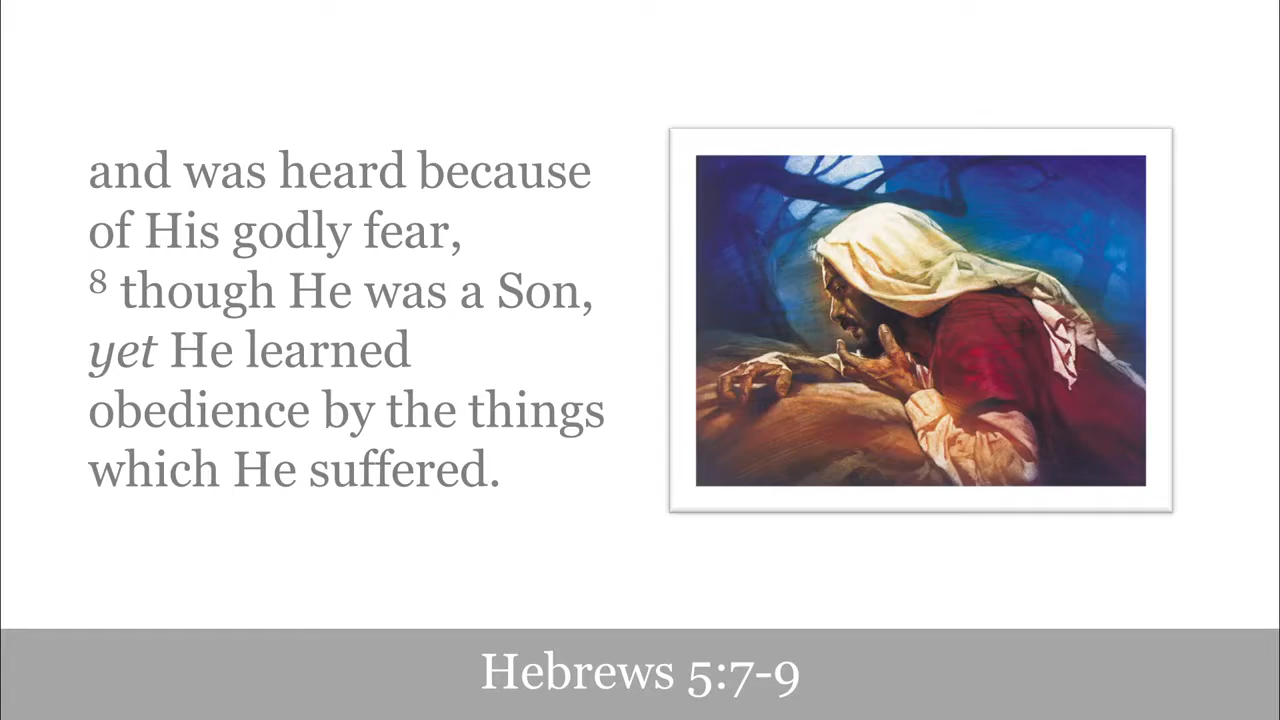 and was heard because
of His godly fear,
8 though He was a Son,
yet He learned
obedience by the things
which He suffered.
Hebrews 5:7-9